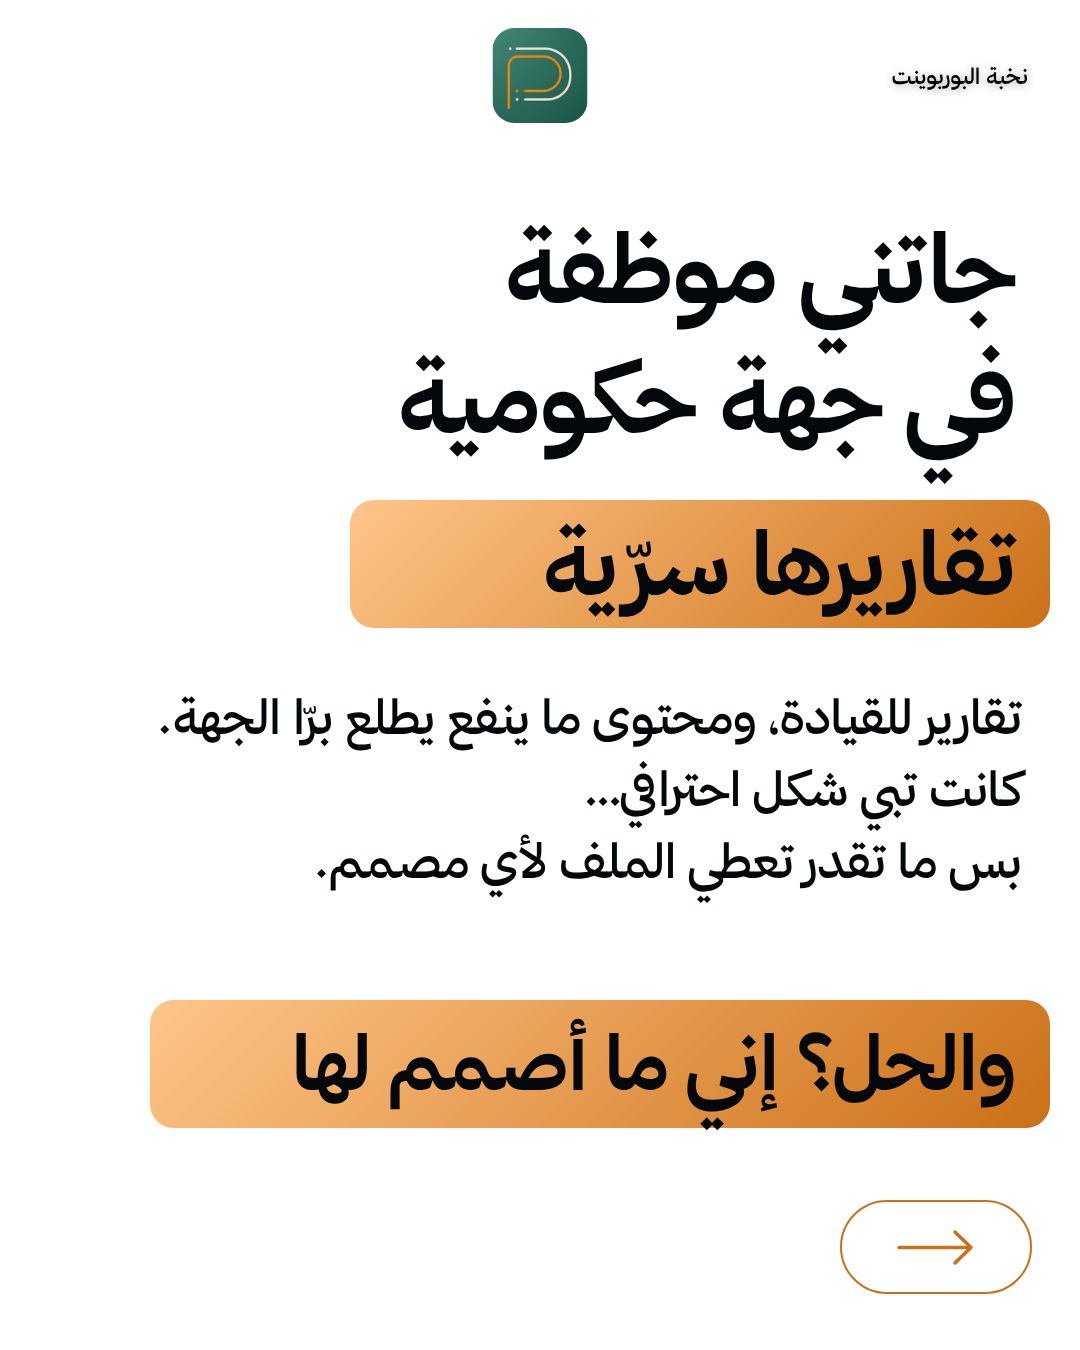 نخبة البوربوينت
جاتني موظفة
في جهة حكومية
تقاريرها سرّية
تقارير للقيادة، ومحتوى ما ينفع يطلع برّا الجهة.
كانت تبي شكل احترافي...
بس ما تقدر تعطي الملف لأي مصمم.
والحل؟ إني ما أصمم لها